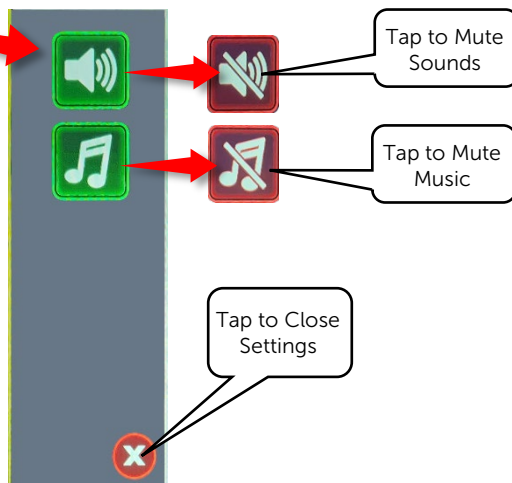 Tap to Mute
Sounds
Tap to Mute
Music
Tap to Close
Settings
X